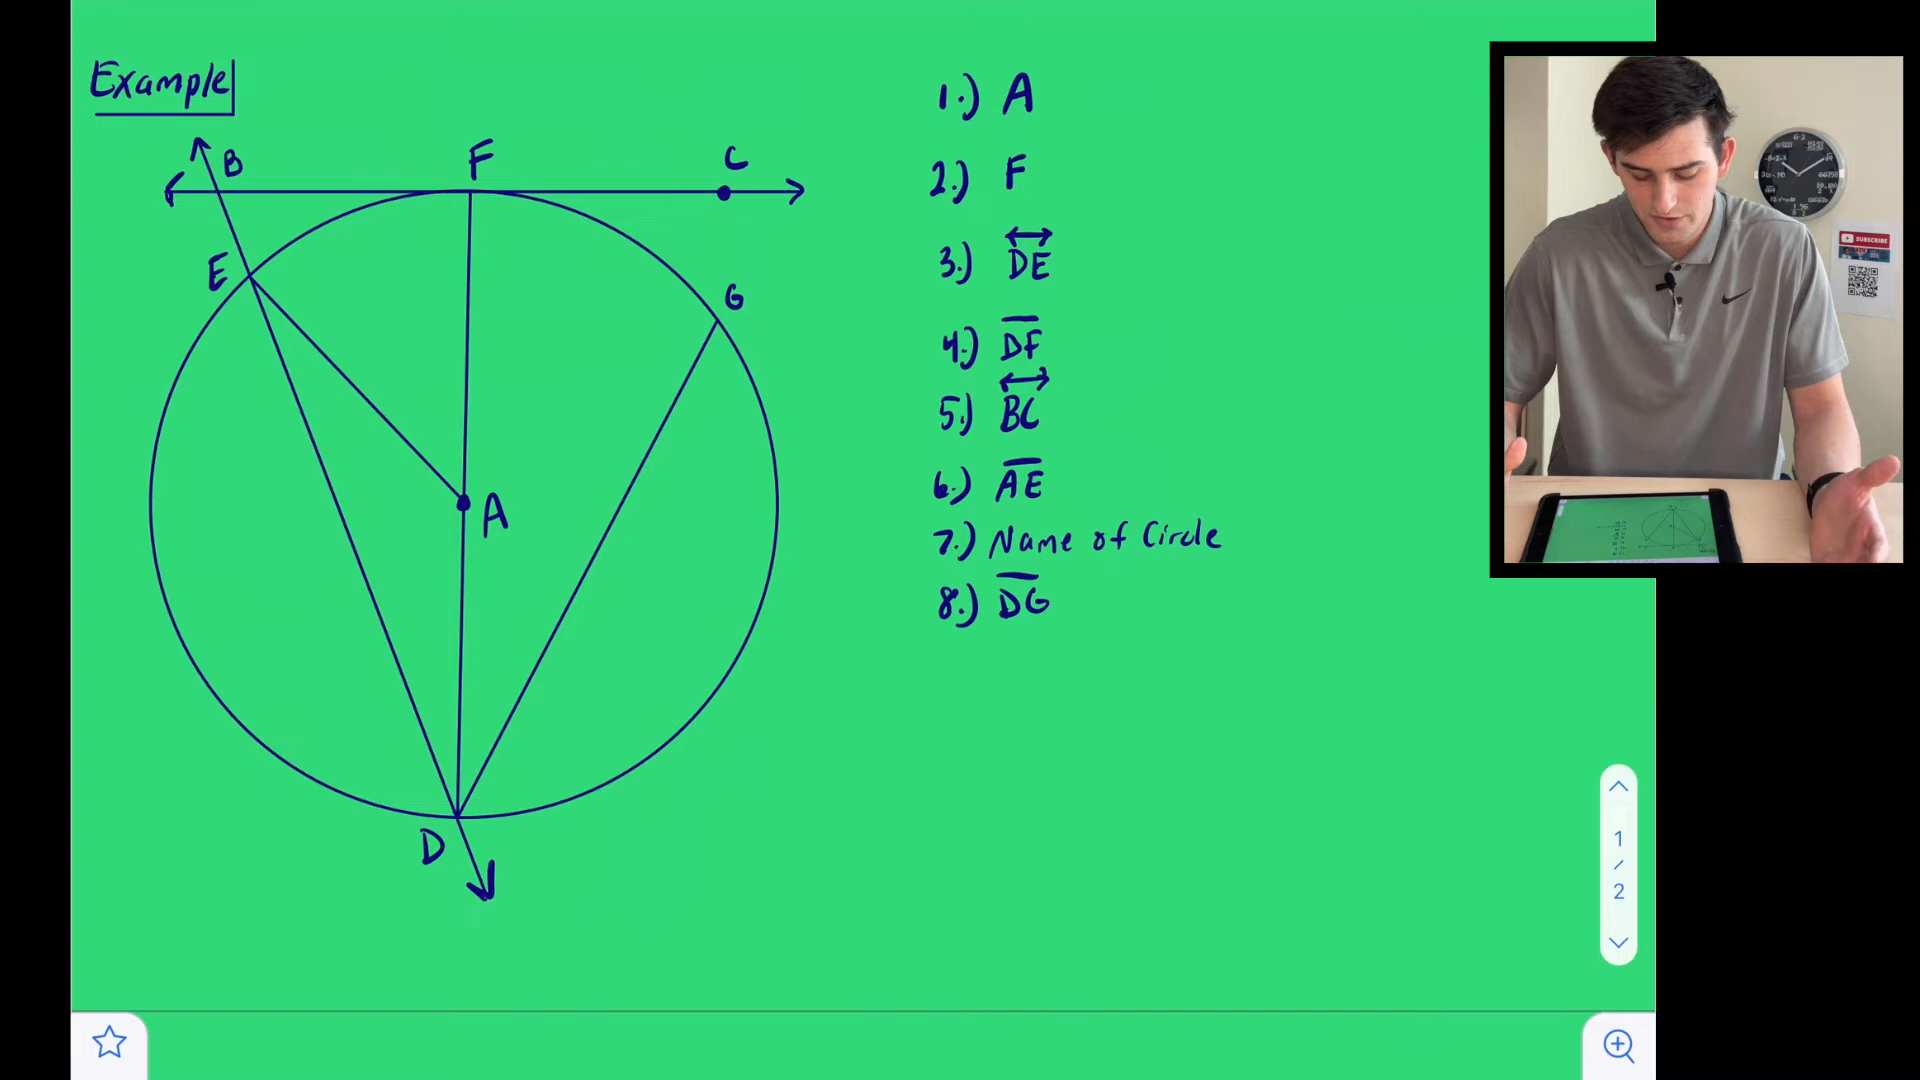 Example
B
F
C
E
G
A
D
1.) A
2.) F
3.) DE
4.) DF
5.) BC
6.) AE
7.) Name of Circle
8.) DG
SUBSCRIBE
1
/
2